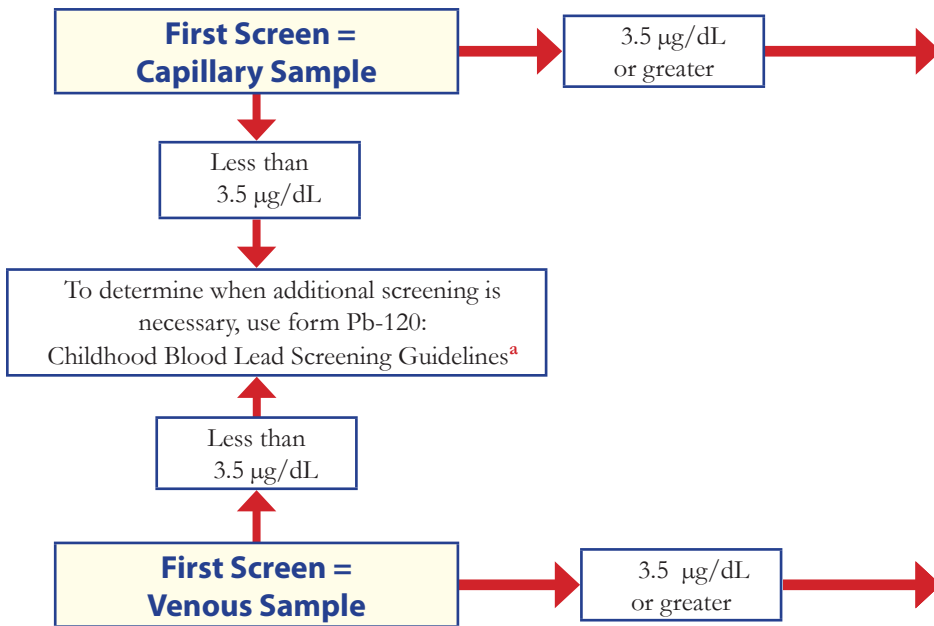 First Screen =
Capillary Sample
3.5 μg/dL
or greater
Less than
3.5 μg/dL
To determine when additional screening is
necessary, use form Pb-120:
Childhood Blood Lead Screening Guidelinesᵃ
Less than
3.5 μg/dL
First Screen =
Venous Sample
3.5 μg/dL
or greater